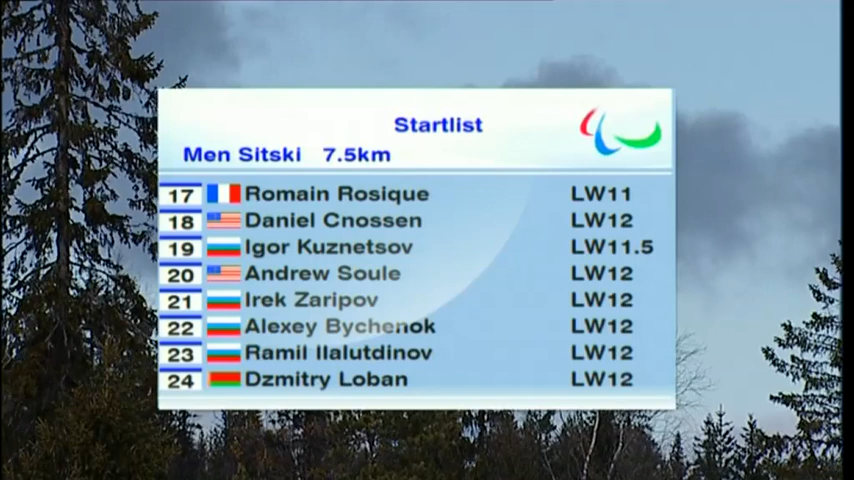 Startlist
Men Sitski 7.5km
17 Romain Rosique LW11
18 Daniel Cnossen LW12
19 Igor Kuznetsov LW11.5
20 Andrew Soule LW12
21 Irek Zaripov LW12
22 Alexey Bychenok LW12
23 Ramil Ilalutdinov LW12
24 Dzmitry Loban LW12